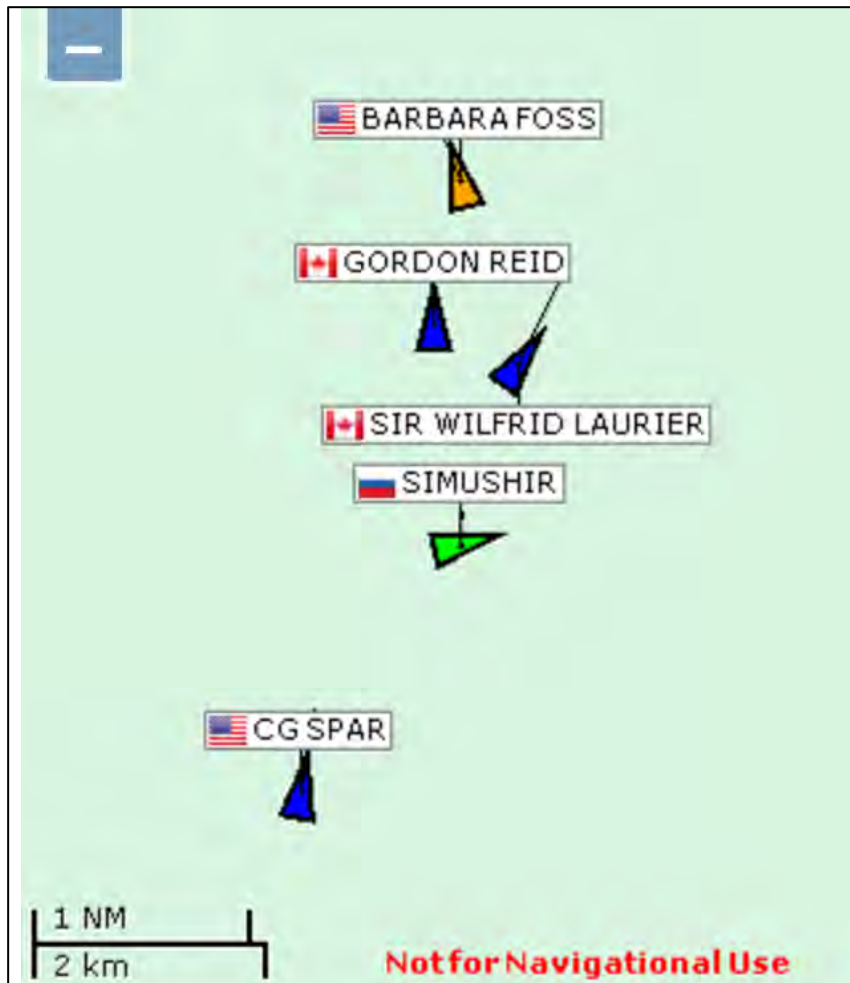 BARBARA FOSS
GORDON REID
SIR WILFRID LAURIER
SIMUSHIR
CG SPAR
1 NM
2 km
Not for Navigational Use